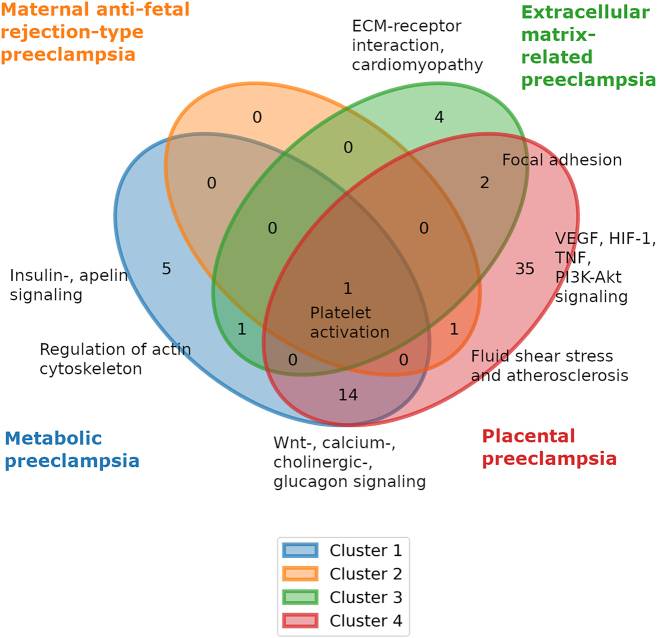 Maternal anti-fetal
rejection-type
preeclampsia
ECM-receptor
interaction,
cardiomyopathy
Extracellular
matrix-
related
preeclampsia
0
4
0
Focal adhesion
0
2
0
0
VEGF, HIF-1,
TNF,
PI3K-Akt
signaling
5
35
Insulin-, apelin
signaling
1
Platelet
activation
1
1
Regulation of actin
cytoskeleton
0
0
Fluid shear stress
and atherosclerosis
14
Metabolic
preeclampsia
Wnt-, calcium-,
cholinergic-,
glucagon signaling
Placental
preeclampsia
Cluster 1
Cluster 2
Cluster 3
Cluster 4